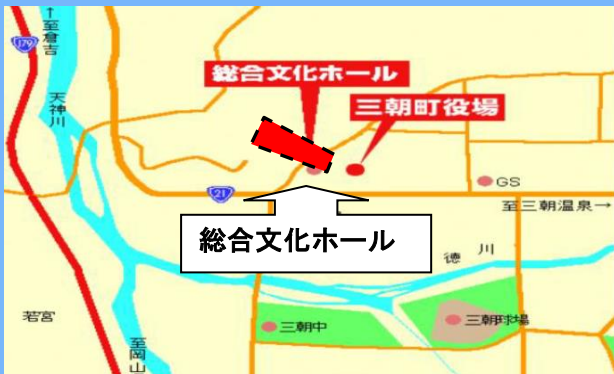 ↑至倉吉
179
天神川
総合文化ホール
三朝町役場
21
GS
至三朝温泉→
総合文化ホール
徳川
若宮
三朝中
三朝球場
至岡山